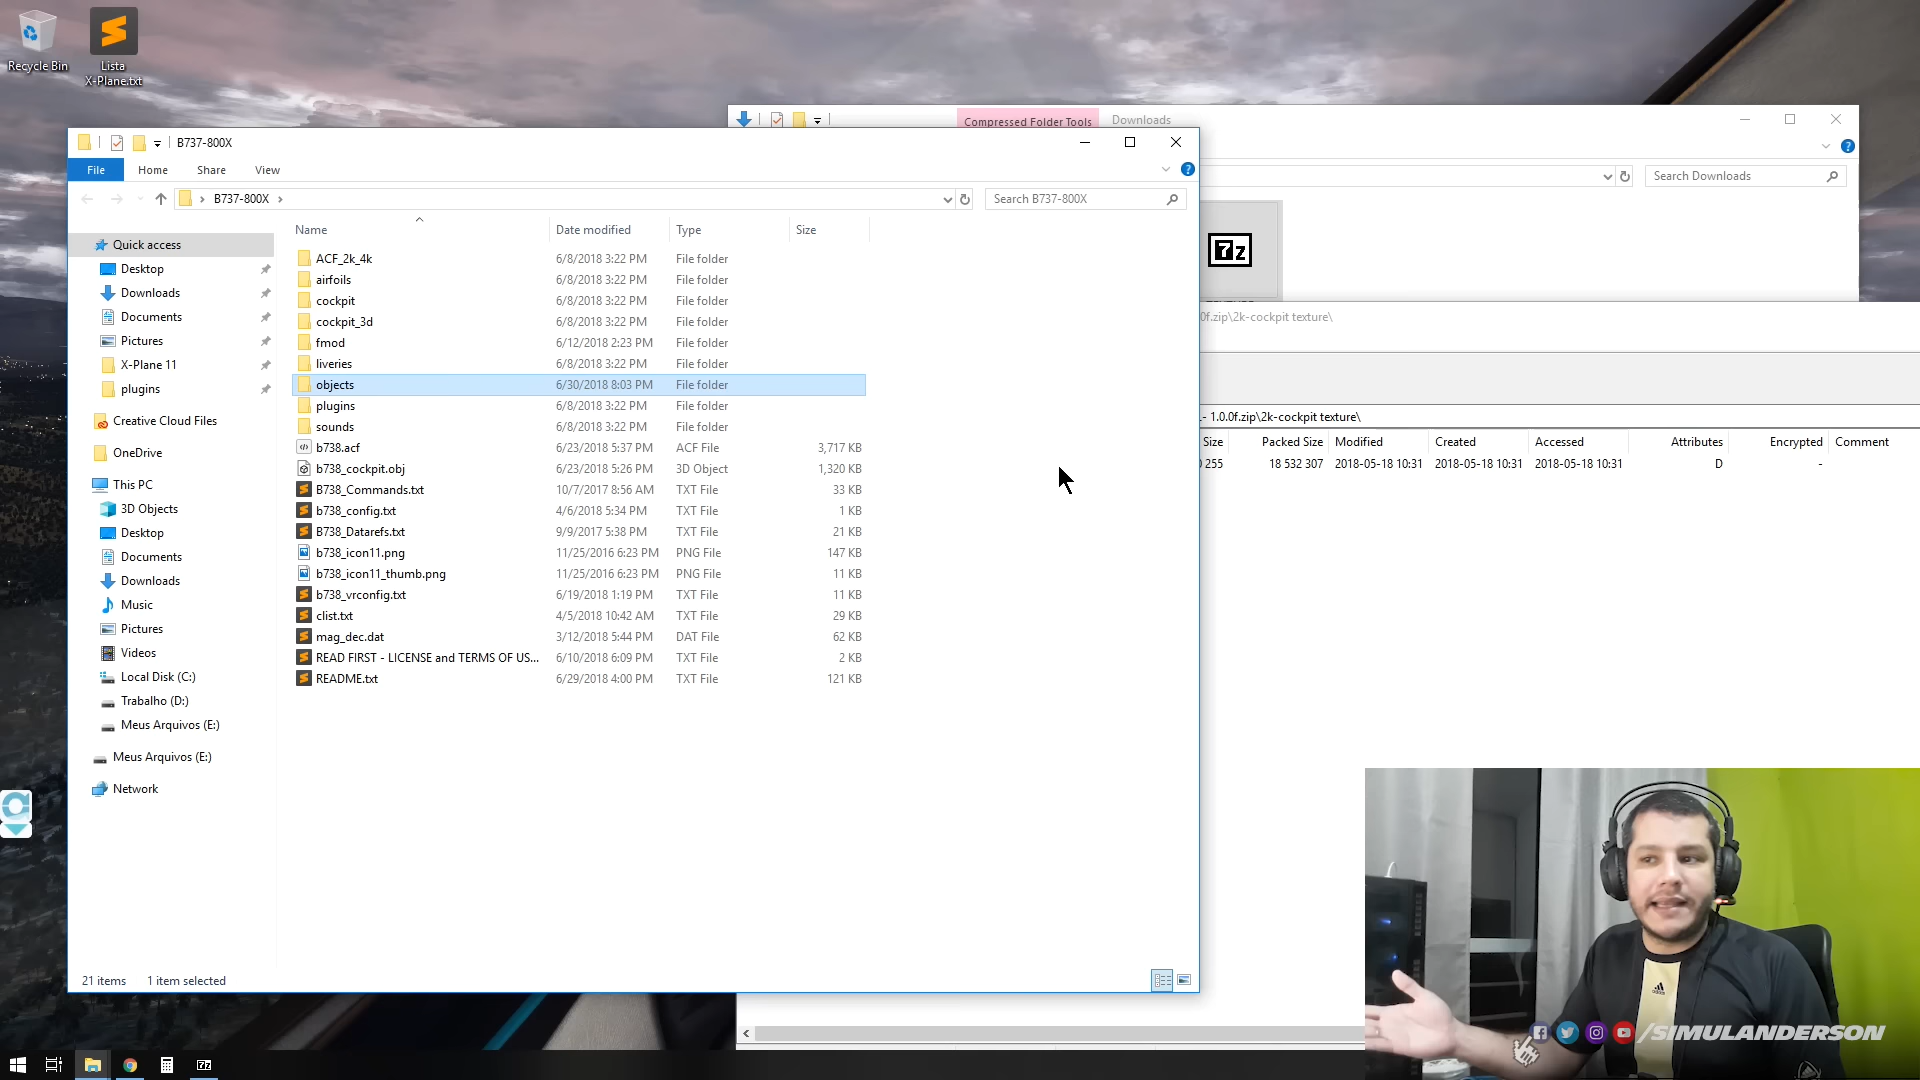 Recycle Bin
Lista
X-Plane.txt
Compressed Folder Tools
Downloads
Search Downloads
B737-800X
File
Home
Share
View
B737-800X
Search B737-800X
Name
Date modified
Type
Size
ACF_2k_4k 6/8/2018 3:22 PM File folder
airfoils 6/8/2018 3:22 PM File folder
cockpit 6/8/2018 3:22 PM File folder
cockpit_3d 6/8/2018 3:22 PM File folder
fmod 6/12/2018 2:23 PM File folder
liveries 6/8/2018 3:22 PM File folder
objects 6/30/2018 8:03 PM File folder
plugins 6/8/2018 3:22 PM File folder
sounds 6/8/2018 3:22 PM File folder
b738.acf 6/23/2018 5:37 PM ACF File 3,717 KB
b738_cockpit.obj 6/23/2018 5:26 PM 3D Object 1,320 KB
B738_Commands.txt 10/7/2017 8:56 AM TXT File 33 KB
b738_config.txt 4/6/2018 5:34 PM TXT File 1 KB
B738_Datarefs.txt 9/9/2017 5:38 PM TXT File 21 KB
b738_icon11.png 11/25/2016 6:23 PM PNG File 147 KB
b738_icon11_thumb.png 11/25/2016 6:23 PM PNG File 11 KB
b738_vrconfig.txt 6/19/2018 1:19 PM TXT File 11 KB
clist.txt 4/5/2018 10:42 AM TXT File 29 KB
mag_dec.dat 3/12/2018 5:44 PM DAT File 62 KB
READ FIRST - LICENSE and TERMS OF US... 6/10/2018 6:09 PM TXT File 2 KB
README.txt 6/29/2018 4:00 PM TXT File 121 KB
Quick access
Desktop
Downloads
Documents
Pictures
X-Plane 11
plugins
Creative Cloud Files
OneDrive
This PC
3D Objects
Desktop
Documents
Downloads
Music
Pictures
Videos
Local Disk (C:)
Trabalho (D:)
Meus Arquivos (E:)
Meus Arquivos (E:)
Network
21 items
1 item selected
7z
0f.zip\2k-cockpit texture\
- 1.0.0f.zip\2k-cockpit texture\
Size Packed Size Modified Created Accessed Attributes Encrypted Comment
255 18 532 307 2018-05-18 10:31 2018-05-18 10:31 2018-05-18 10:31 D -
adidas
/SIMULANDERSON
7z